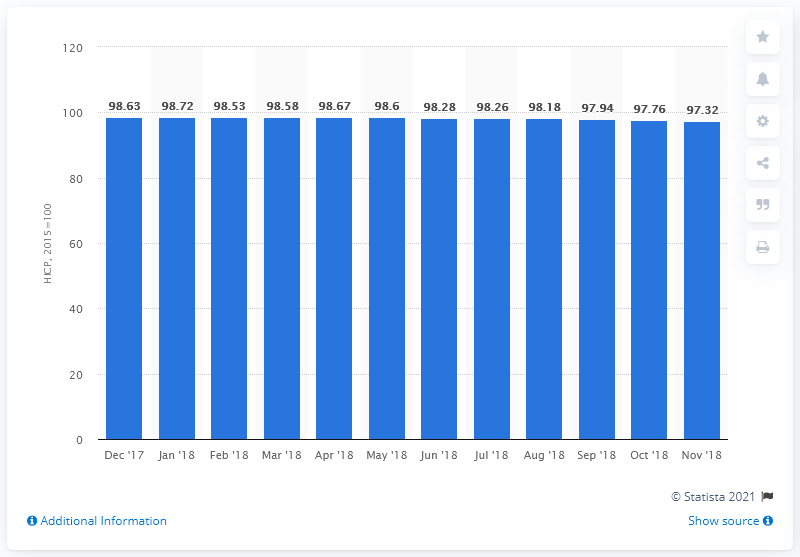 120
100
80
60
40
20
0
HICP, 2015=100
98.63 98.72 98.53 98.58 98.67 98.6 98.28 98.26 98.18 97.94 97.76 97.32
Dec '17 Jan '18 Feb '18 Mar '18 Apr '18 May '18 Jun '18 Jul '18 Aug '18 Sep '18 Oct '18 Nov '18
© Statista 2021
Additional Information
Show source